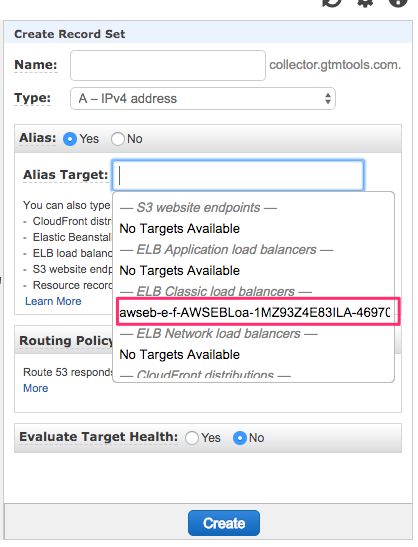 Create Record Set
Name: .collector.gtmtools.com.
Type: A – IPv4 address
Alias: Yes No
Alias Target:
You can also type
- CloudFront distr
- Elastic Beanstal
- ELB load balanc
- S3 website endp
- Resource record
Learn More
— S3 website endpoints —
No Targets Available
— ELB Application load balancers —
No Targets Available
— ELB Classic load balancers —
awseb-e-f-AWSEBLoa-1MZ93Z4E83ILA-4697
— ELB Network load balancers —
No Targets Available
— CloudFront distributions —
Routing Policy
Route 53 responds
More
Evaluate Target Health: Yes No
Create